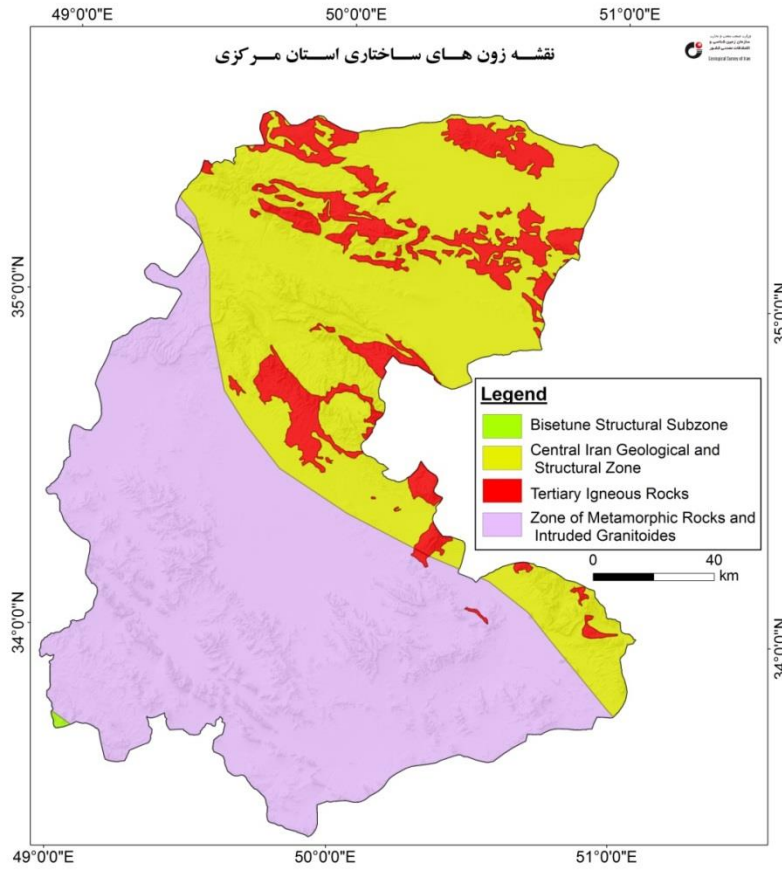 49°0'0"E 50°0'0"E 51°0'0"E
نقشه زون های ساختاری استان مرکزی
Geological Survey of Iran
35°0'0"N
35°0'0"N
Legend
Bisetune Structural Subzone
Central Iran Geological and
Structural Zone
Tertiary Igneous Rocks
Zone of Metamorphic Rocks and
Intruded Granitoides
0 40
km
34°0'0"N
34°0'0"N
49°0'0"E 50°0'0"E 51°0'0"E